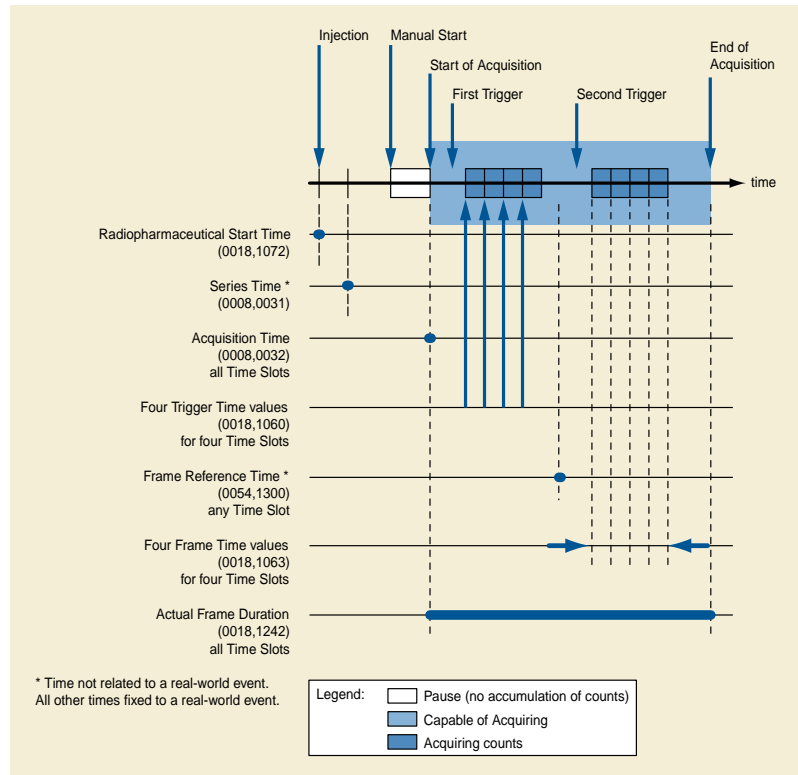 Injection
Manual Start
End of
Acquisition
Start of Acquisition
First Trigger
Second Trigger
time
Radiopharmaceutical Start Time
(0018,1072)
Series Time *
(0008,0031)
Acquisition Time
(0008,0032)
all Time Slots
Four Trigger Time values
(0018,1060)
for four Time Slots
Frame Reference Time *
(0054,1300)
any Time Slot
Four Frame Time values
(0018,1063)
for four Time Slots
Actual Frame Duration
(0018,1242)
all Time Slots
* Time not related to a real-world event.
All other times fixed to a real-world event.
Legend:
Pause (no accumulation of counts)
Capable of Acquiring
Acquiring counts